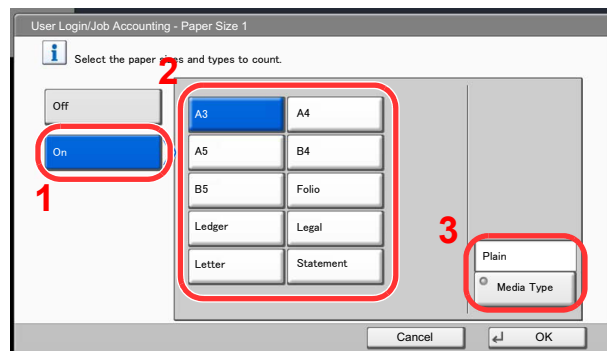 User Login/Job Accounting - Paper Size 1
i Select the paper sizes and types to count.
2
Off
On
1
A3 A4
A5 B4
B5 Folio
Ledger Legal
Letter Statement
3
Plain
Media Type
Cancel OK